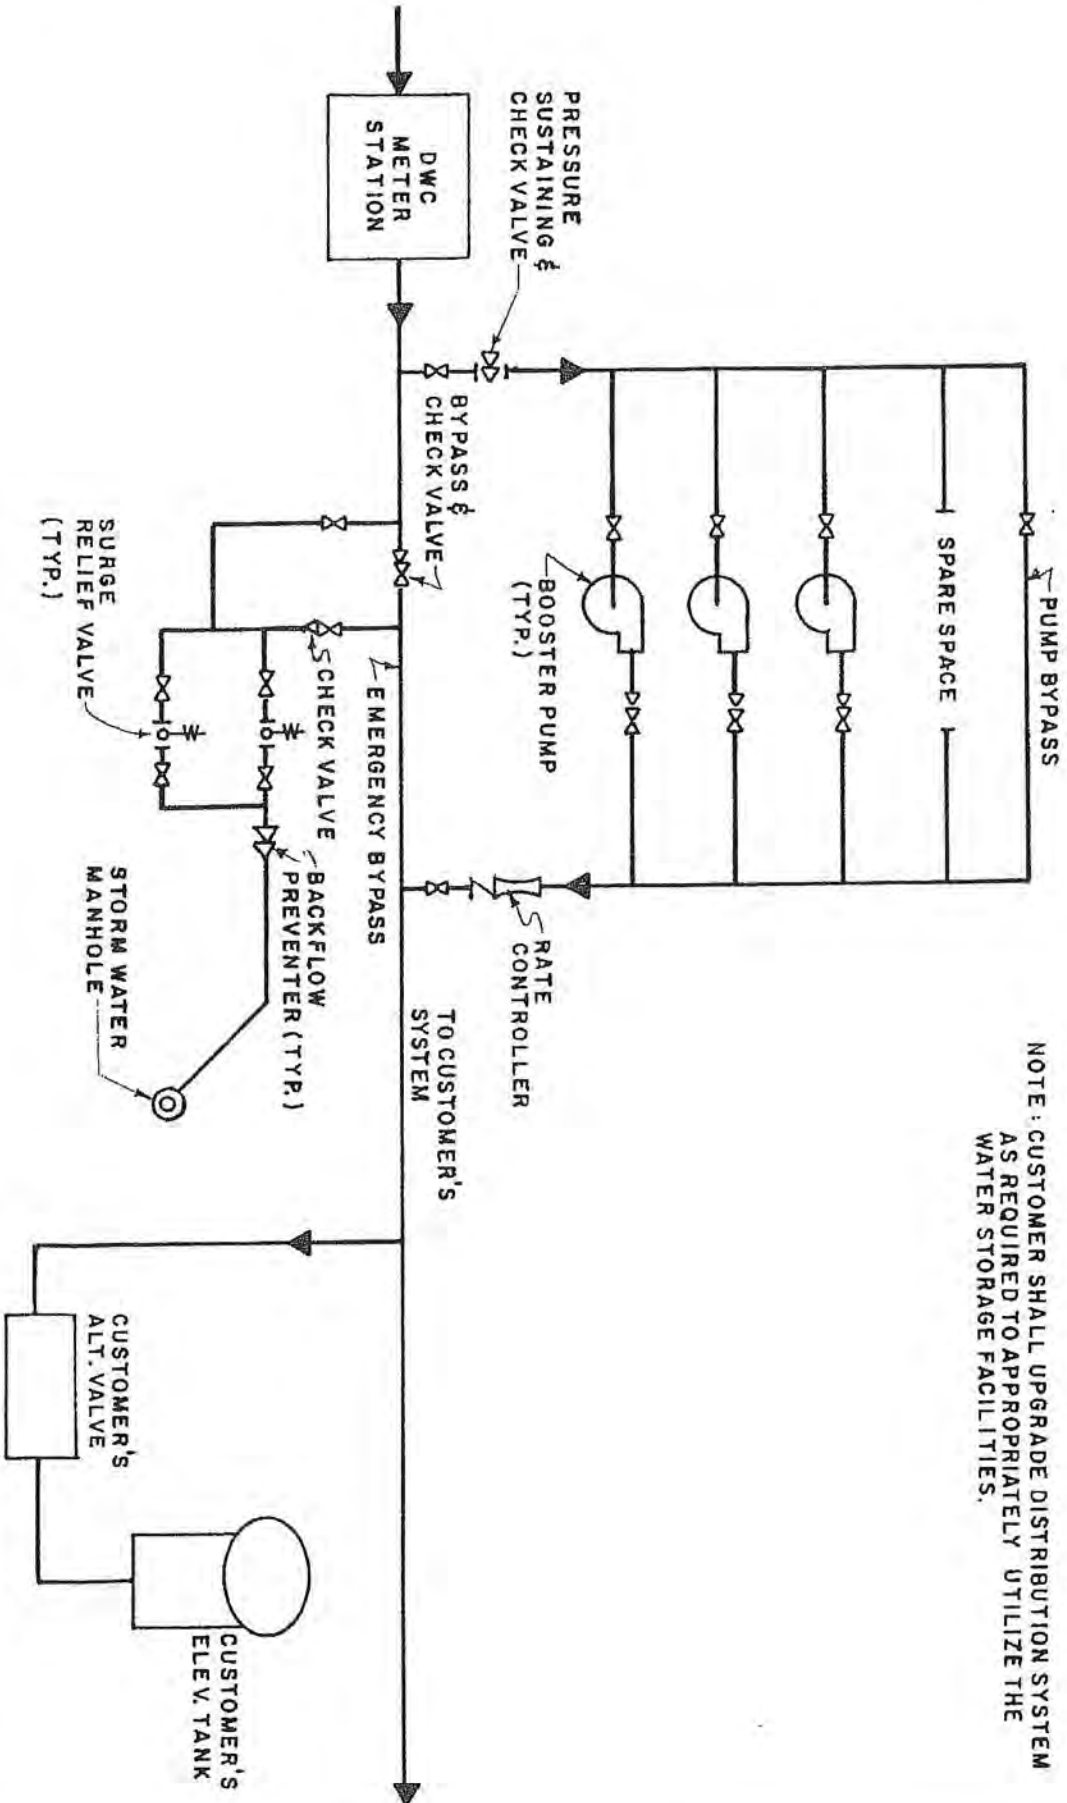 NOTE : CUSTOMER SHALL UPGRADE DISTRIBUTION SYSTEM
AS REQUIRED TO APPROPRIATELY UTILIZE THE
WATER STORAGE FACILITIES.
PUMP BYPASS
SPARE SPACE
BOOSTER PUMP
(TYP.)
PRESSURE
SUSTAINING &
CHECK VALVE
RATE
CONTROLLER
DWC
METER
STATION
BYPASS &
CHECK VALVE
TO CUSTOMER'S
SYSTEM
EMERGENCY BYPASS
CHECK VALVE
BACKFLOW
PREVENTER (TYP.)
SURGE
RELIEF VALVE
(TYP.)
STORM WATER
MANHOLE
CUSTOMER'S
ELEV. TANK
CUSTOMER'S
ALT. VALVE